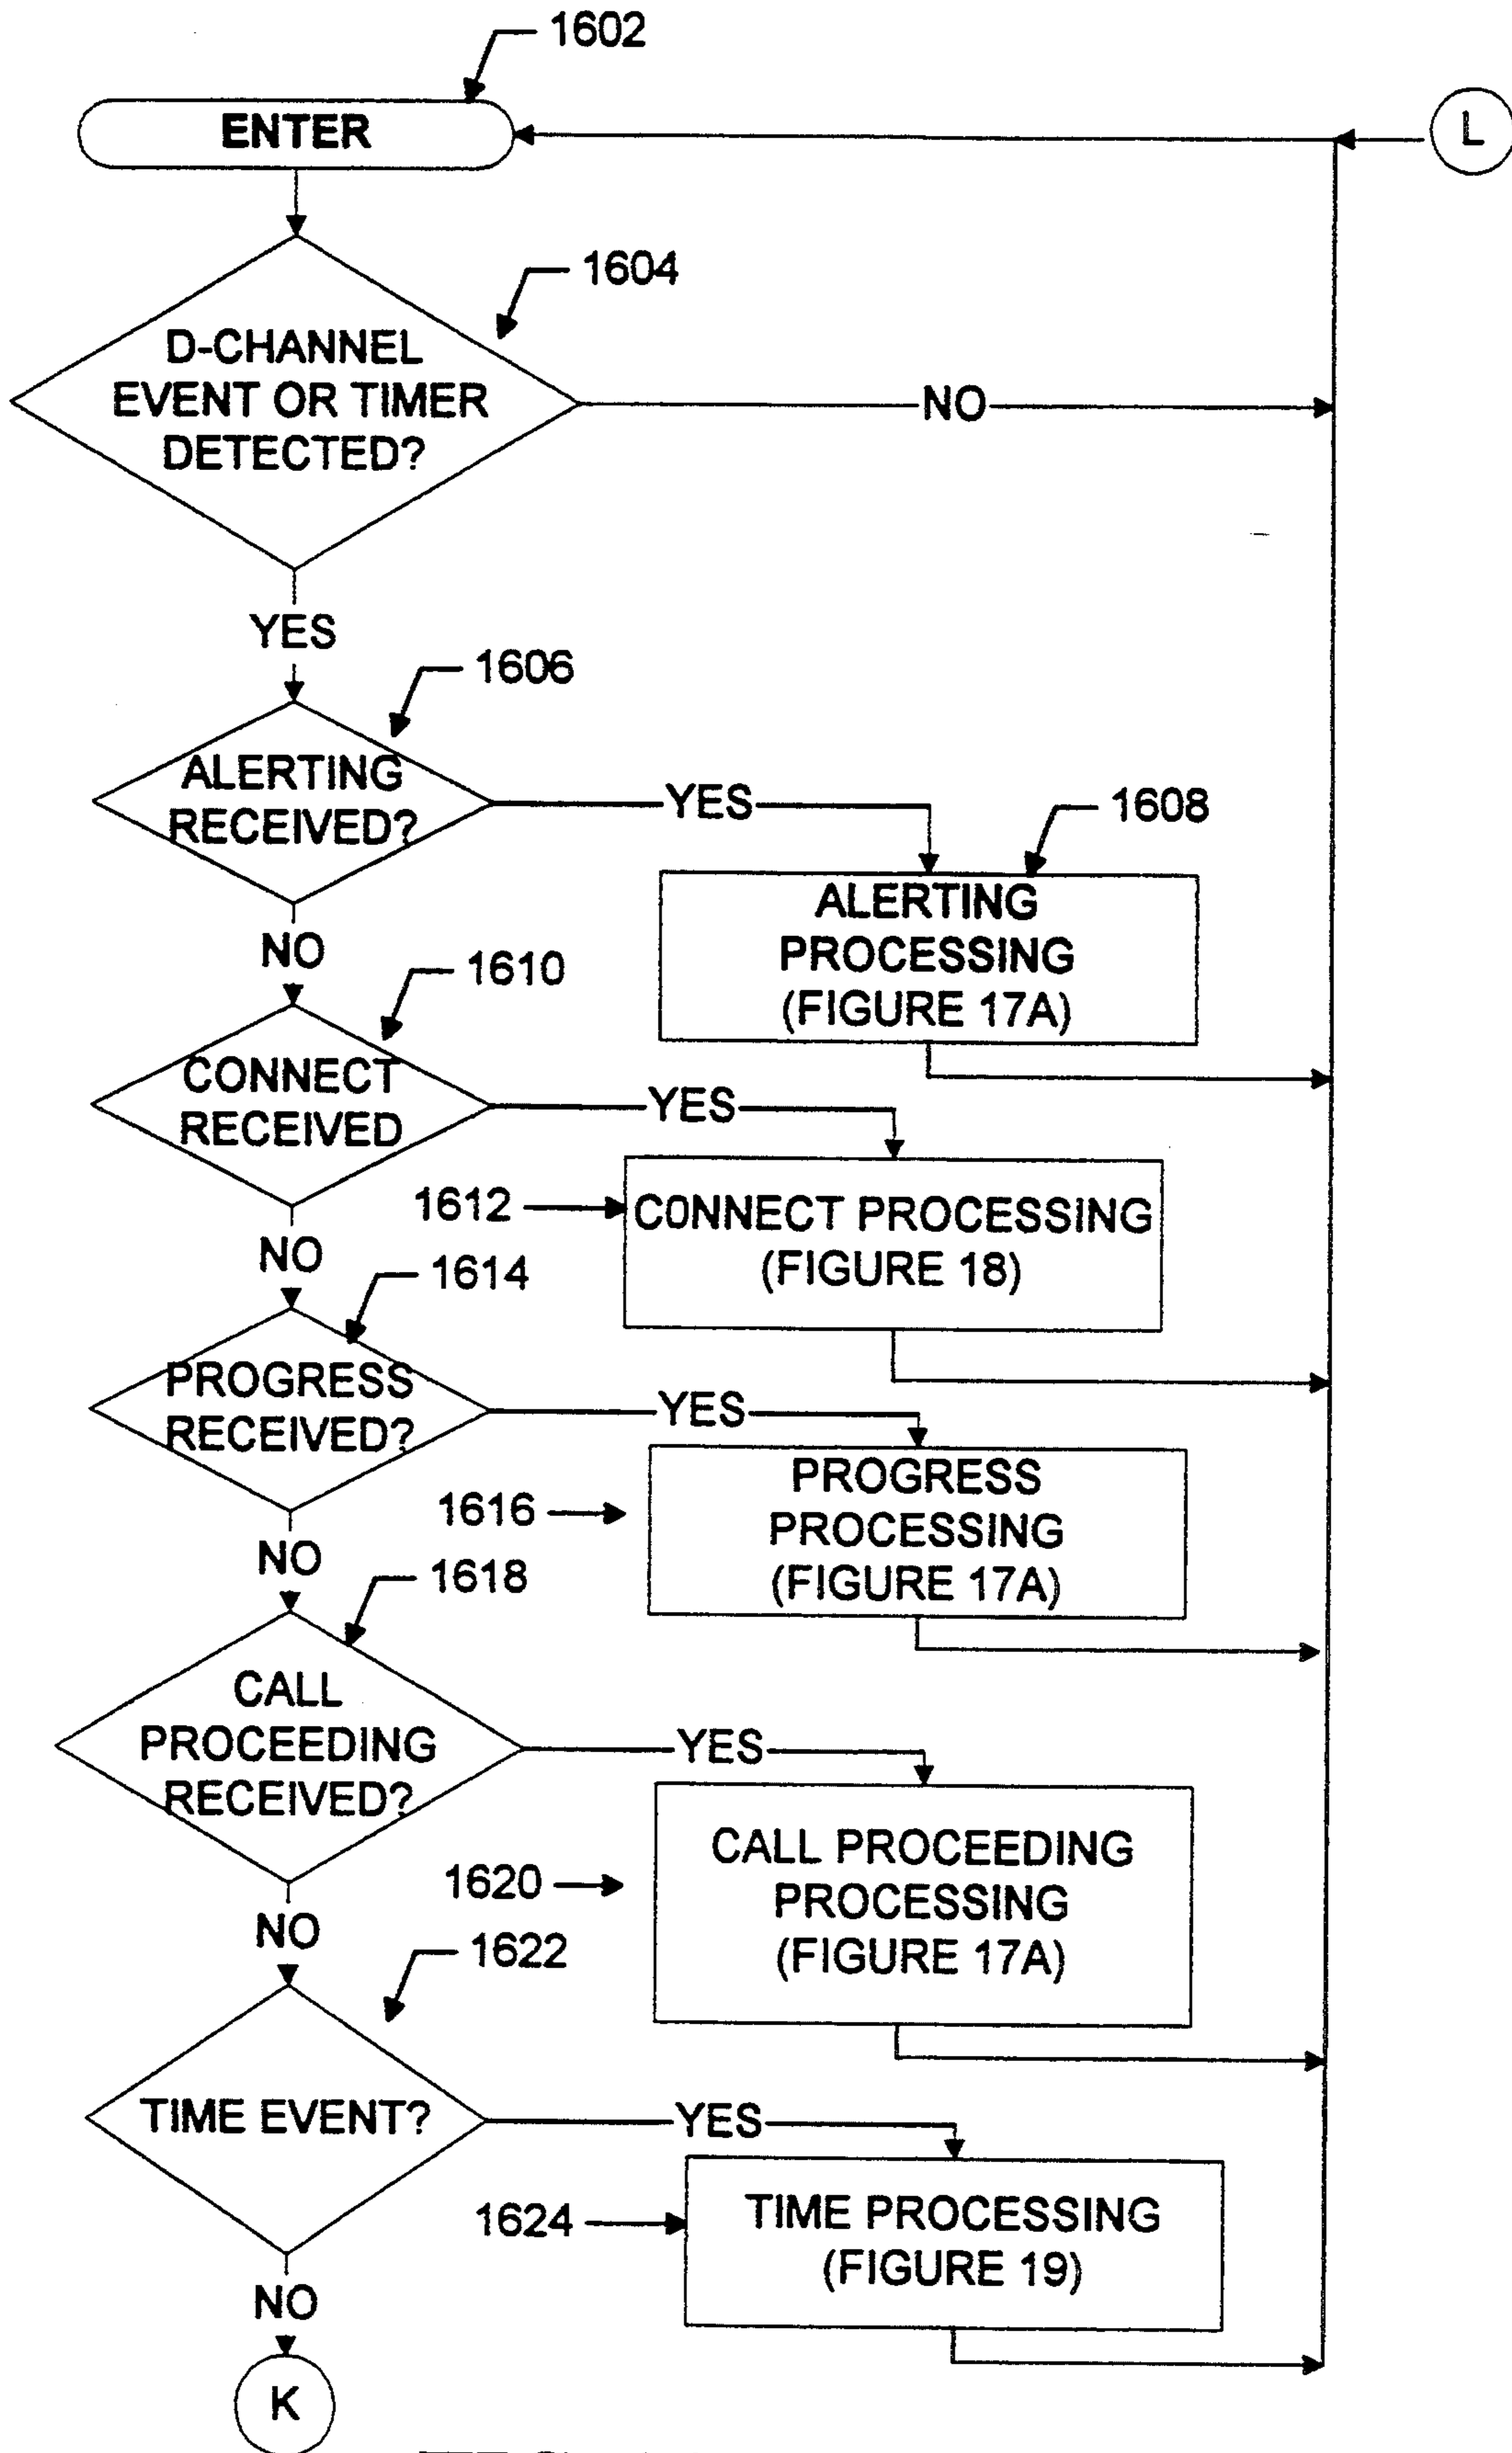 1602
ENTER
L
1604
D-CHANNEL
EVENT OR TIMER
DETECTED?
NO
YES
1606
ALERTING
RECEIVED?
YES
1608
ALERTING
PROCESSING
(FIGURE 17A)
NO
1610
CONNECT
RECEIVED
YES
1612
CONNECT PROCESSING
(FIGURE 18)
NO
1614
PROGRESS
RECEIVED?
YES
1616
PROGRESS
PROCESSING
(FIGURE 17A)
NO
1618
CALL
PROCEEDING
RECEIVED?
YES
1620
CALL PROCEEDING
PROCESSING
(FIGURE 17A)
NO
1622
TIME EVENT?
YES
1624
TIME PROCESSING
(FIGURE 19)
NO
K